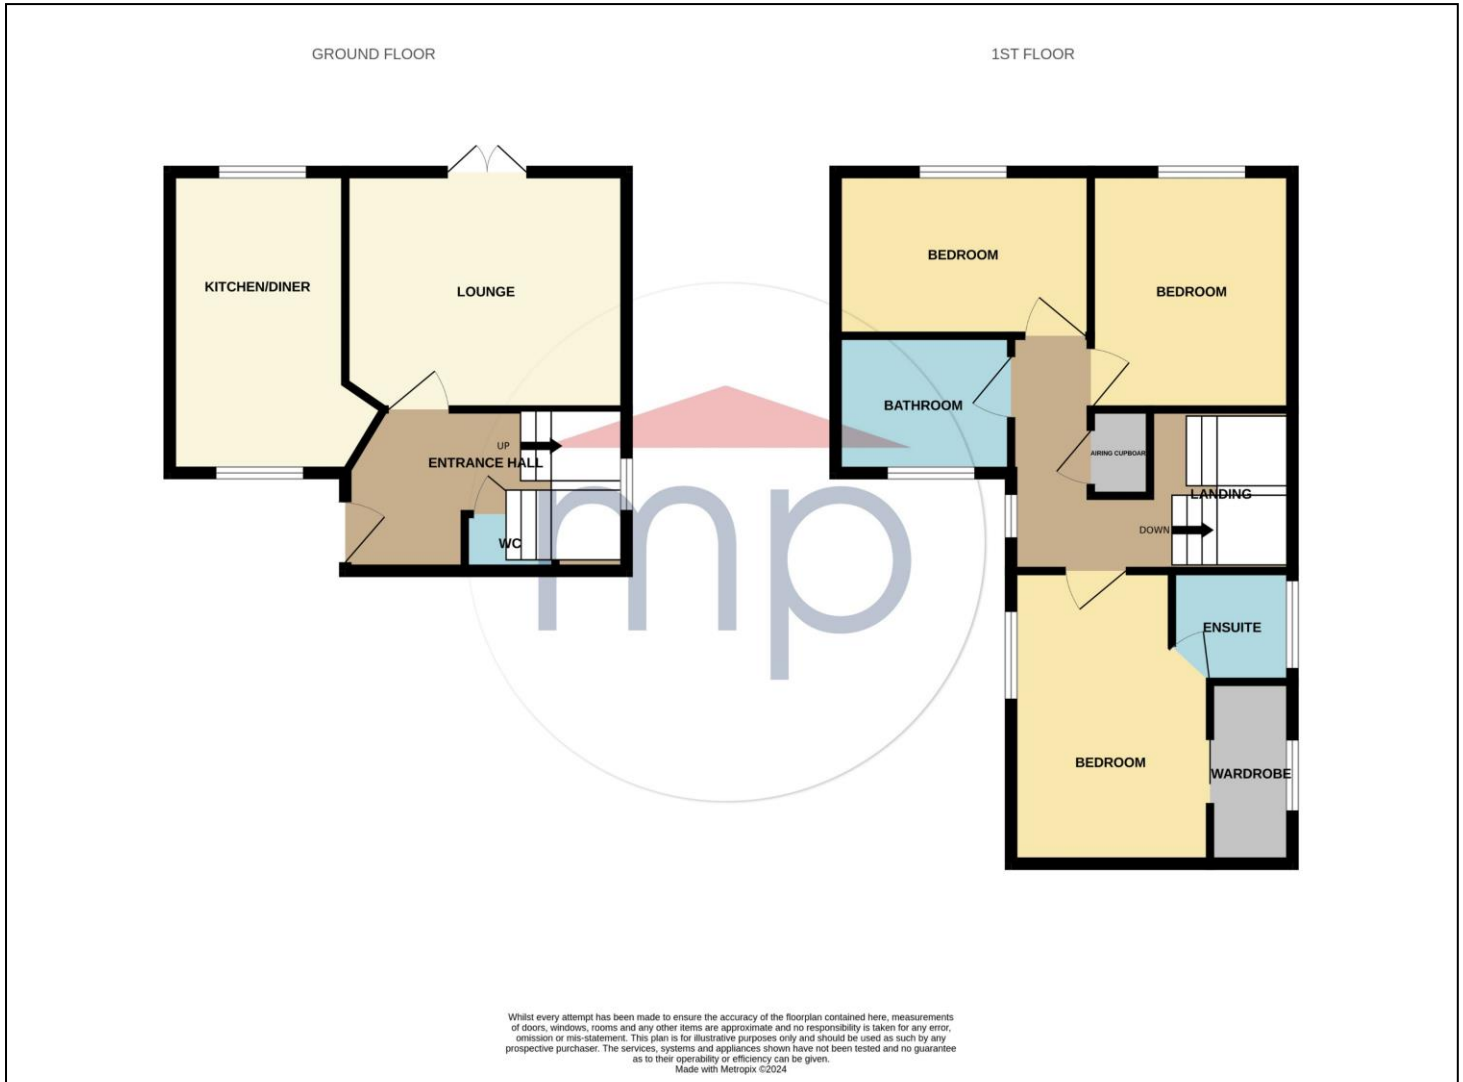 GROUND FLOOR
1ST FLOOR
KITCHEN/DINER
LOUNGE
UP
ENTRANCE HALL
WC
BEDROOM
BEDROOM
BATHROOM
AIRING CUPBOARD
LANDING
DOWN
ENSUITE
BEDROOM
WARDROBE
mp
Whilst every attempt has been made to ensure the accuracy of the floorplan contained here, measurements
of doors, windows, rooms and any other items are approximate and no responsibility is taken for any error,
omission or mis-statement. This plan is for illustrative purposes only and should be used as such by any
prospective purchaser. The services, systems and appliances shown have not been tested and no guarantee
as to their operability or efficiency can be given.
Made with Metropix ©2024